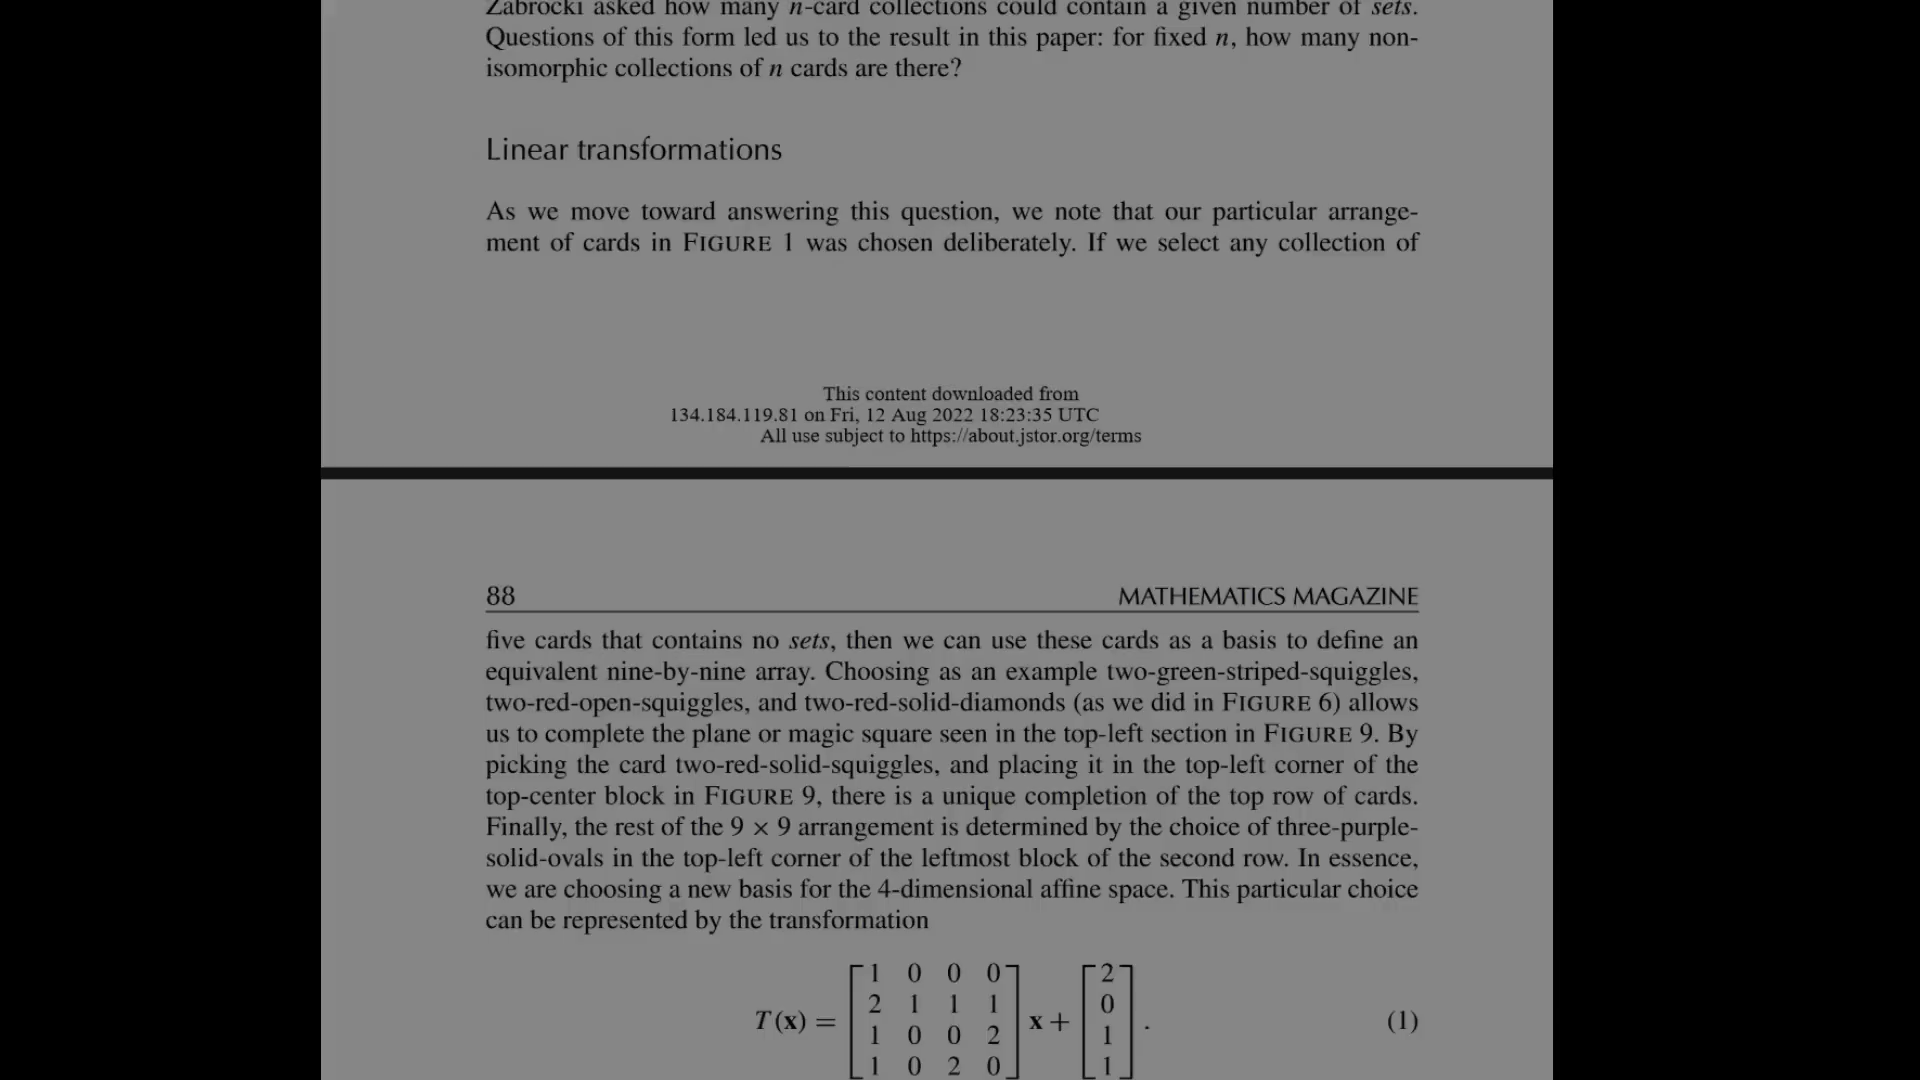 Zabrocki asked how many n-card collections could contain a given number of sets.
Questions of this form led us to the result in this paper: for fixed n, how many non-
isomorphic collections of n cards are there?
Linear transformations
As we move toward answering this question, we note that our particular arrange-
ment of cards in FIGURE 1 was chosen deliberately. If we select any collection of
This content downloaded from
134.184.119.81 on Fri, 12 Aug 2022 18:23:35 UTC
All use subject to https://about.jstor.org/terms
88 MATHEMATICS MAGAZINE
five cards that contains no sets, then we can use these cards as a basis to define an
equivalent nine-by-nine array. Choosing as an example two-green-striped-squiggles,
two-red-open-squiggles, and two-red-solid-diamonds (as we did in FIGURE 6) allows
us to complete the plane or magic square seen in the top-left section in FIGURE 9. By
picking the card two-red-solid-squiggles, and placing it in the top-left corner of the
top-center block in FIGURE 9, there is a unique completion of the top row of cards.
Finally, the rest of the 9 × 9 arrangement is determined by the choice of three-purple-
solid-ovals in the top-left corner of the leftmost block of the second row. In essence,
we are choosing a new basis for the 4-dimensional affine space. This particular choice
can be represented by the transformation
1 0 0 0 2
2 1 1 1 0
T(x) = x + . (1)
1 0 0 2 1
1 0 2 0 1